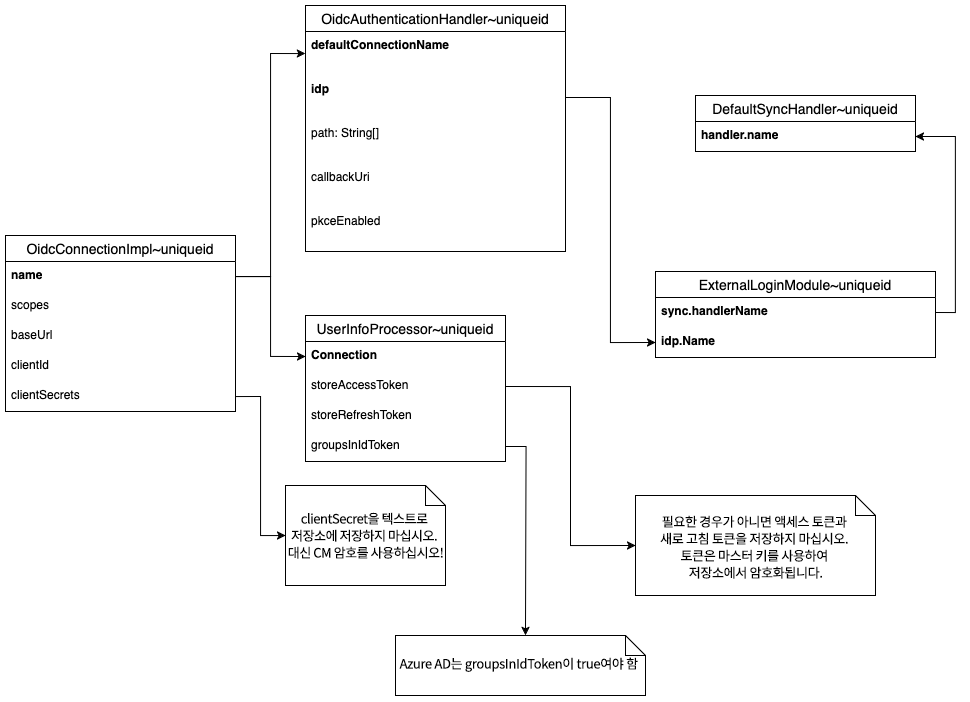 OidcAuthenticationHandler~uniqueid
defaultConnectionName
idp
path: String[]
callbackUri
pkceEnabled
DefaultSyncHandler~uniqueid
handler.name
OidcConnectionImpl~uniqueid
name
scopes
baseUrl
clientId
clientSecrets
ExternalLoginModule~uniqueid
sync.handlerName
idp.Name
UserInfoProcessor~uniqueid
Connection
storeAccessToken
storeRefreshToken
groupsInIdToken
clientSecret을 텍스트로
저장소에 저장하지 마십시오.
대신 CM 암호를 사용하십시오!
필요한 경우가 아니면 액세스 토큰과
새로 고침 토큰을 저장하지 마십시오.
토큰은 마스터 키를 사용하여
저장소에서 암호화됩니다.
Azure AD는 groupsInIdToken이 true여야 함